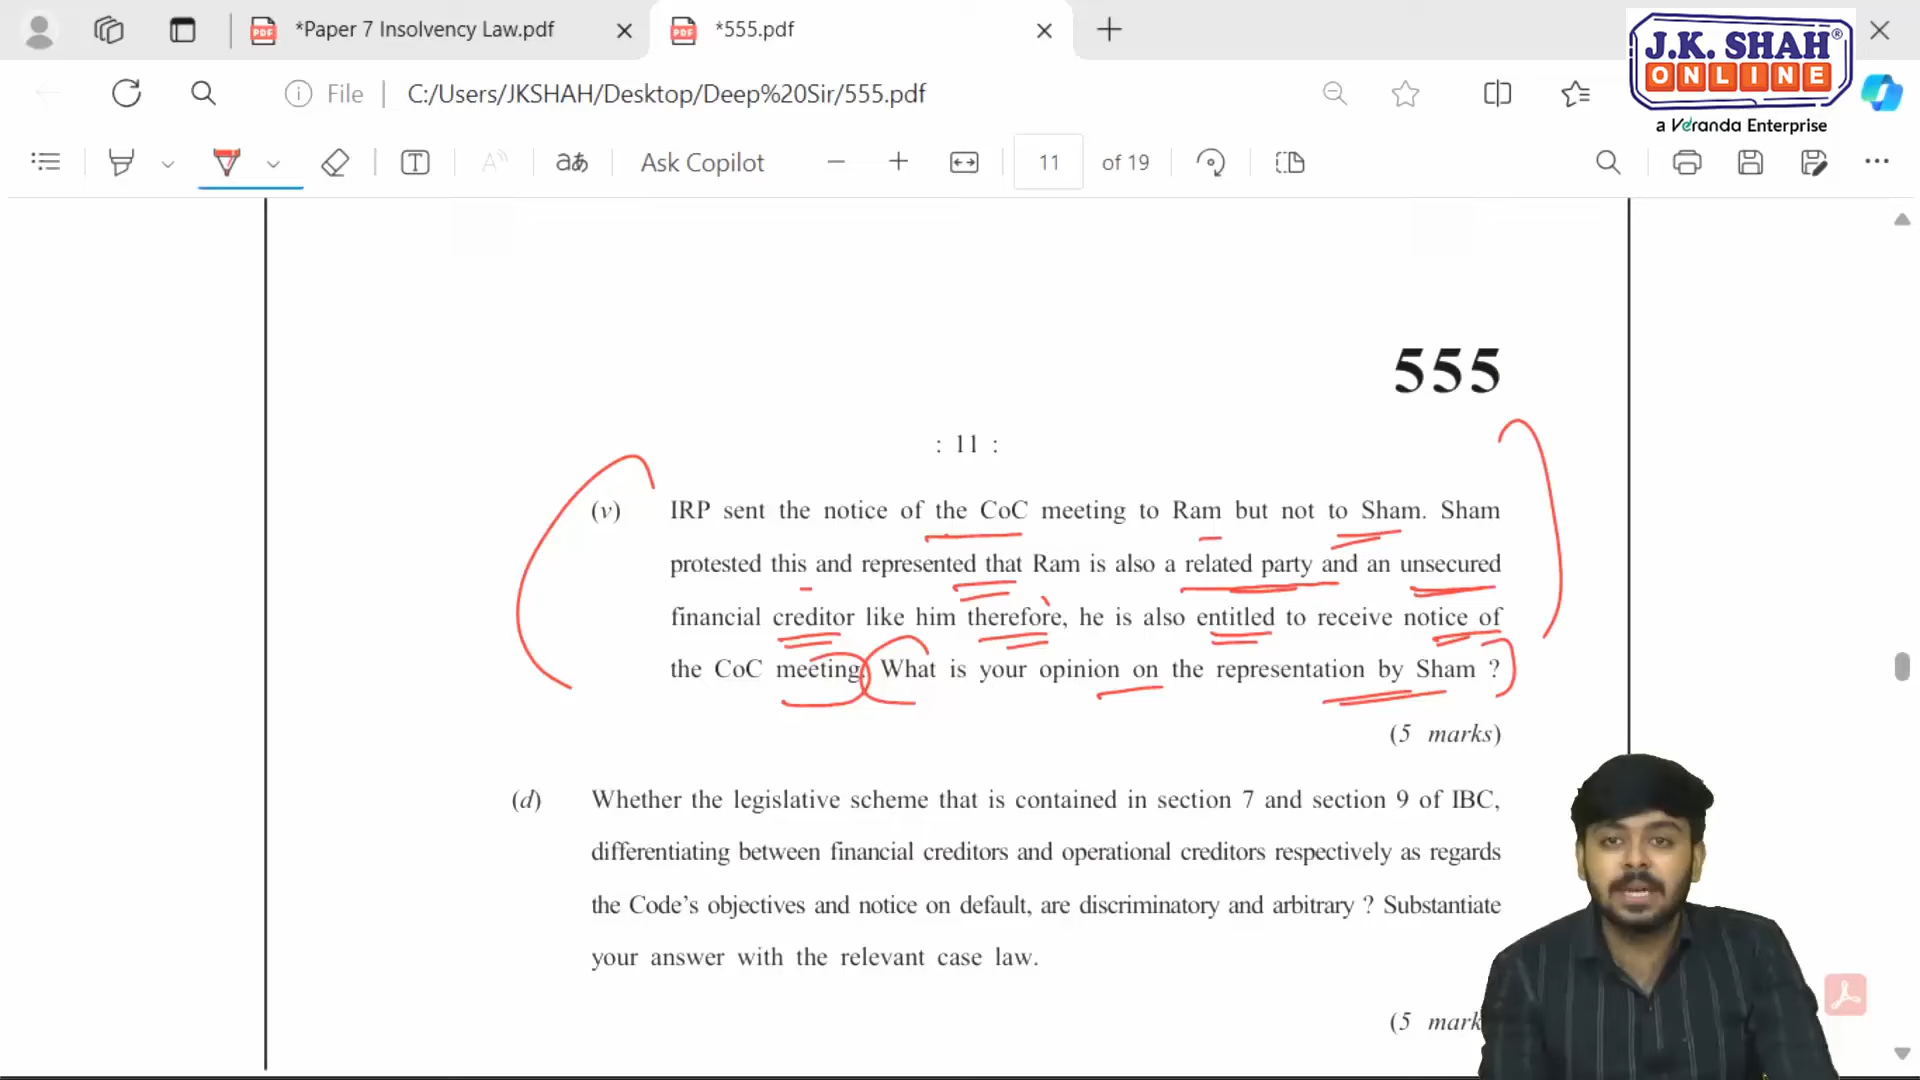 *Paper 7 Insolvency Law.pdf
*555.pdf
J.K. SHAH®
ONLINE
a Veranda Enterprise
File
C:/Users/JKSHAH/Desktop/Deep%20Sir/555.pdf
Ask Copilot
11
of 19
555
: 11 :
(v) IRP sent the notice of the CoC meeting to Ram but not to Sham. Sham
protested this and represented that Ram is also a related party and an unsecured
financial creditor like him therefore, he is also entitled to receive notice of
the CoC meeting. What is your opinion on the representation by Sham ?
(5 marks)
(d) Whether the legislative scheme that is contained in section 7 and section 9 of IBC,
differentiating between financial creditors and operational creditors respectively as regards
the Code's objectives and notice on default, are discriminatory and arbitrary ? Substantiate
your answer with the relevant case law.
(5 mark